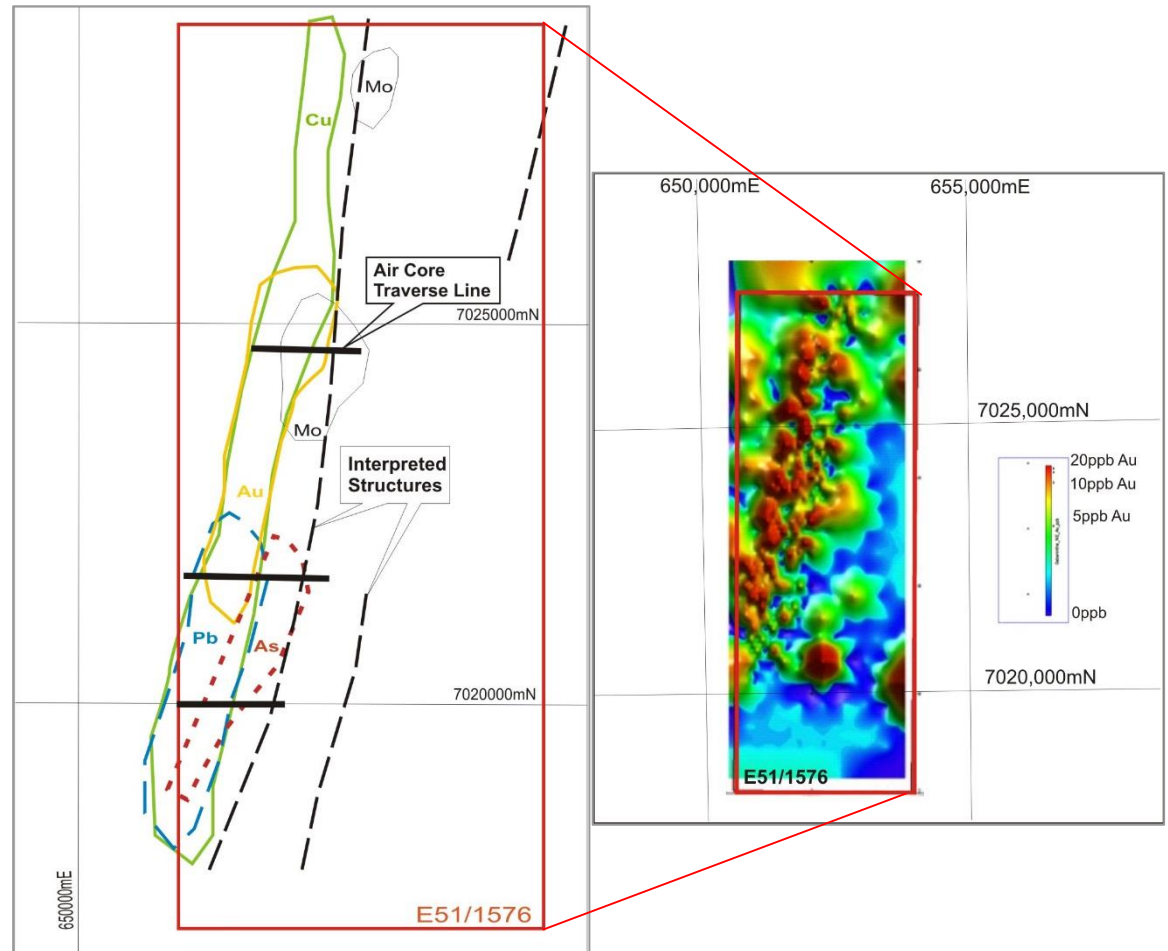 Mo
Cu
Air Core
Traverse Line
7025000mN
Mo
Interpreted
Structures
Au
Pb
As
7020000mN
650000mE
E51/1576
650,000mE
655,000mE
7025,000mN
20ppb Au
10ppb Au
5ppb Au
0ppb
7020,000mN
E51/1576